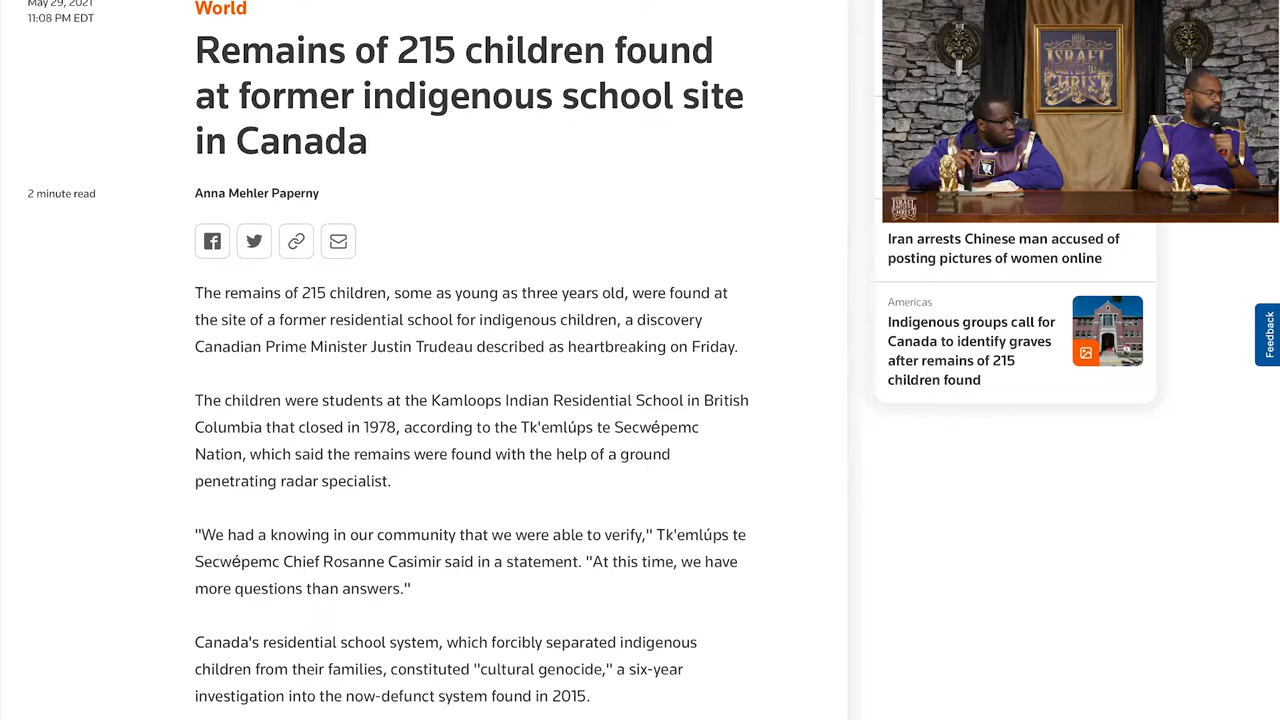 May 29, 2021
11:08 PM EDT
World
Remains of 215 children found
at former indigenous school site
in Canada
2 minute read
Anna Mehler Paperny
The remains of 215 children, some as young as three years old, were found at
the site of a former residential school for indigenous children, a discovery
Canadian Prime Minister Justin Trudeau described as heartbreaking on Friday.
The children were students at the Kamloops Indian Residential School in British
Columbia that closed in 1978, according to the Tk'emlúps te Secwépemc
Nation, which said the remains were found with the help of a ground
penetrating radar specialist.
"We had a knowing in our community that we were able to verify," Tk'emlúps te
Secwépemc Chief Rosanne Casimir said in a statement. "At this time, we have
more questions than answers."
Canada's residential school system, which forcibly separated indigenous
children from their families, constituted "cultural genocide," a six-year
investigation into the now-defunct system found in 2015.
ISRAEL
UNITED IN
CHRIST
ISRAEL
UNITED IN
CHRIST
Iran arrests Chinese man accused of
posting pictures of women online
Americas
Indigenous groups call for
Canada to identify graves
after remains of 215
children found
Feedback